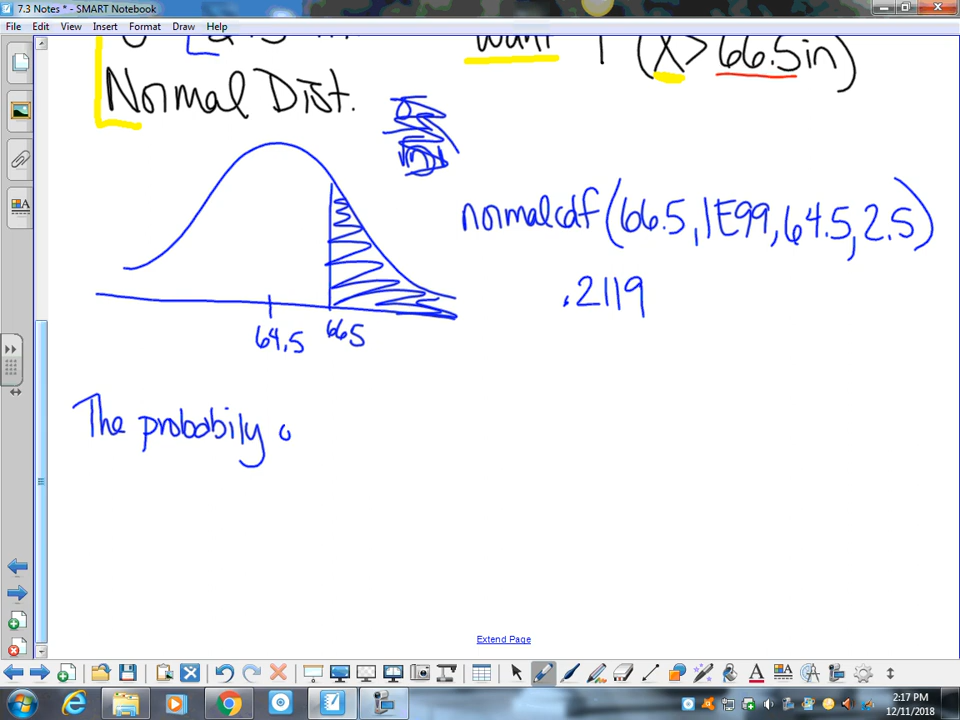 7.3 Notes * - SMART Notebook
File Edit View Insert Format Draw Help
want P(X>66.5in)
Normal Dist.
normalcdf(66.5,1E99,64.5,2.5)
.2119
64.5 66.5
The probabily
Extend Page
2:17 PM
12/11/2018